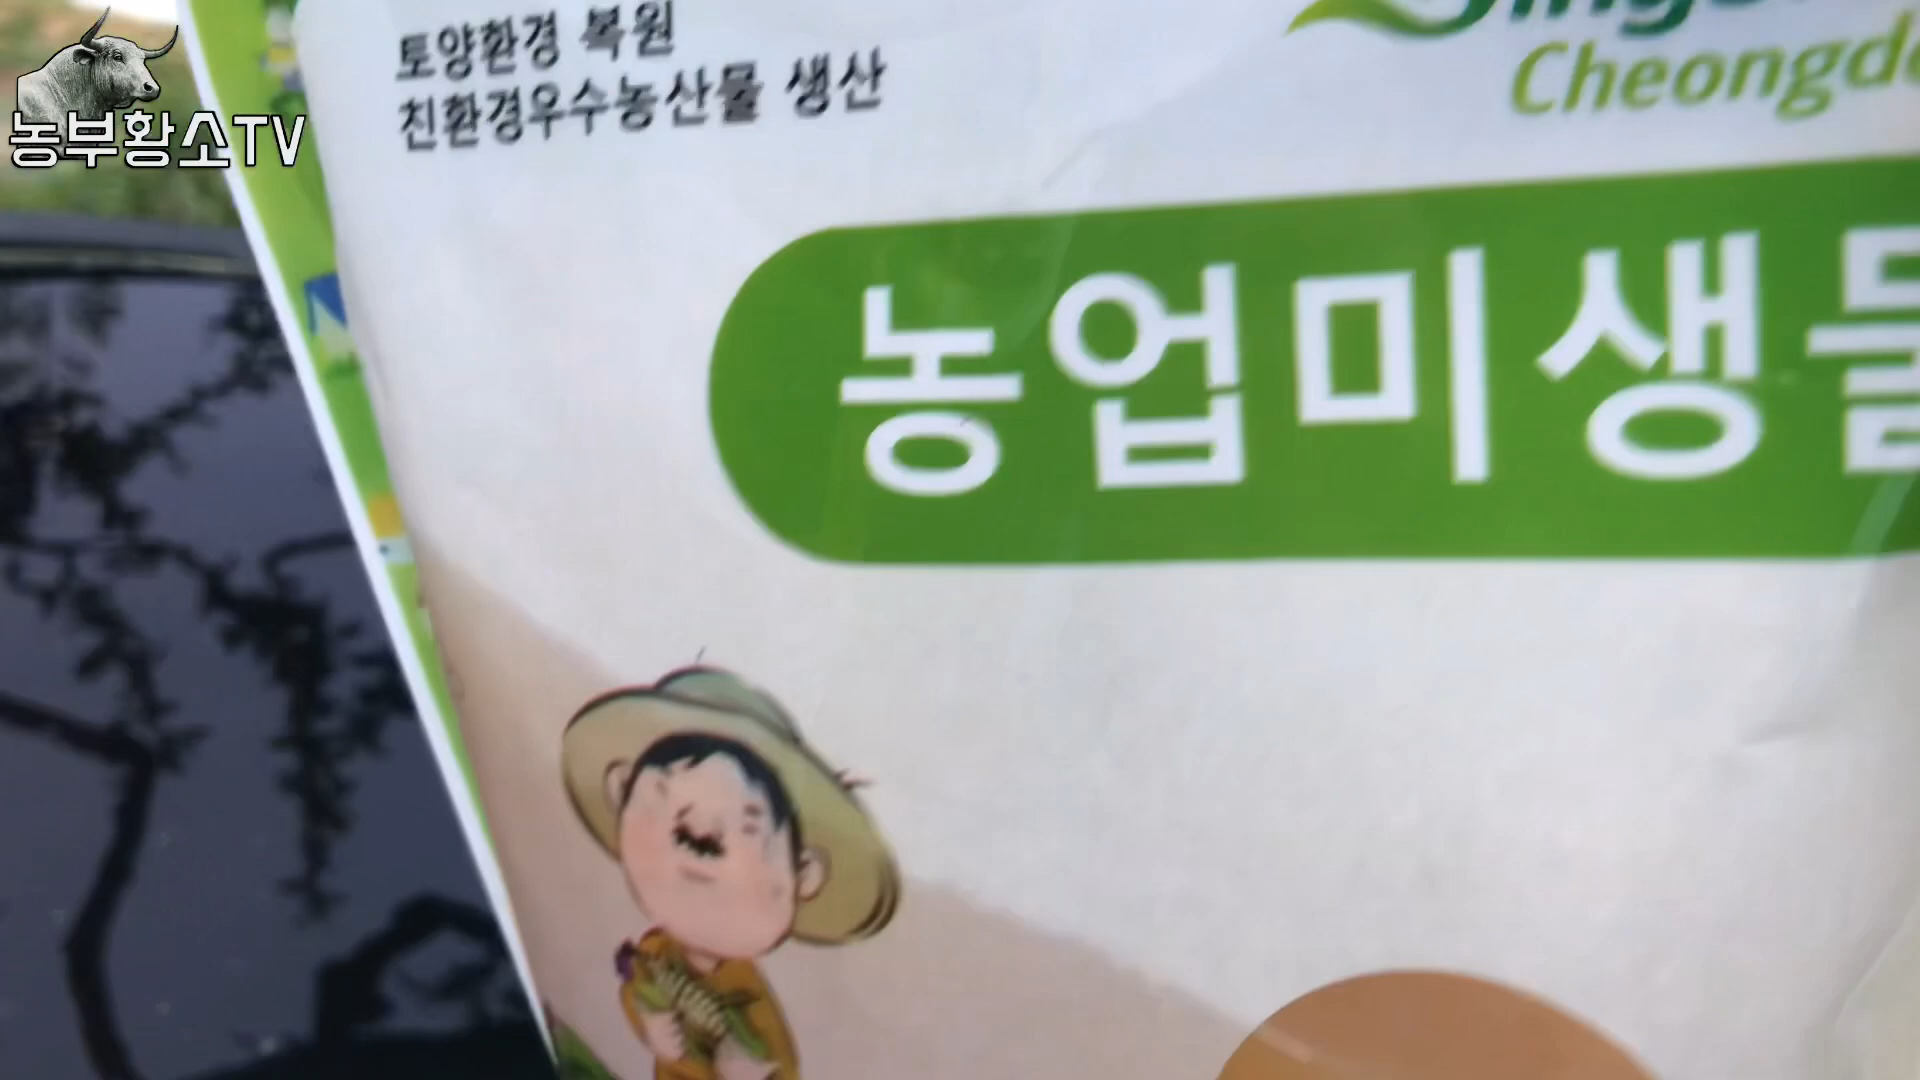 토양환경 복원
친환경우수농산물 생산
Cheongdo
농부황소TV
농업미생물